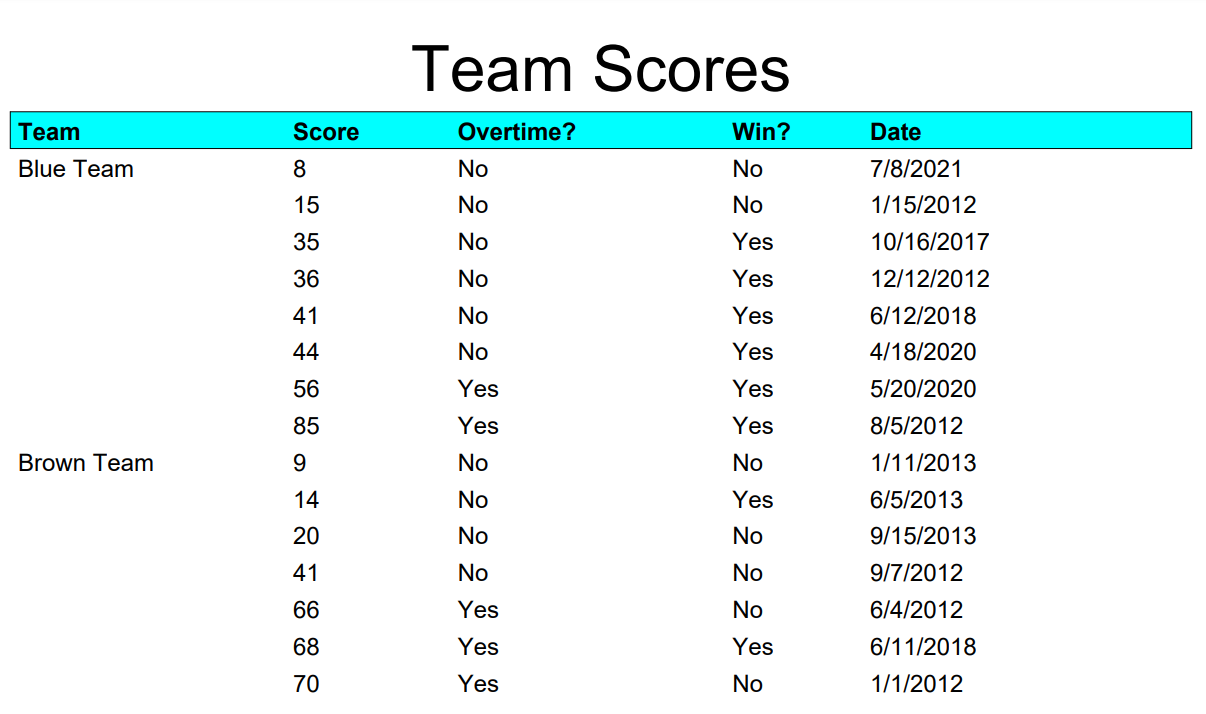 Team Scores
Team Score Overtime? Win? Date
Blue Team 8 No No 7/8/2021
15 No No 1/15/2012
35 No Yes 10/16/2017
36 No Yes 12/12/2012
41 No Yes 6/12/2018
44 No Yes 4/18/2020
56 Yes Yes 5/20/2020
85 Yes Yes 8/5/2012
Brown Team 9 No No 1/11/2013
14 No Yes 6/5/2013
20 No No 9/15/2013
41 No No 9/7/2012
66 Yes No 6/4/2012
68 Yes Yes 6/11/2018
70 Yes No 1/1/2012